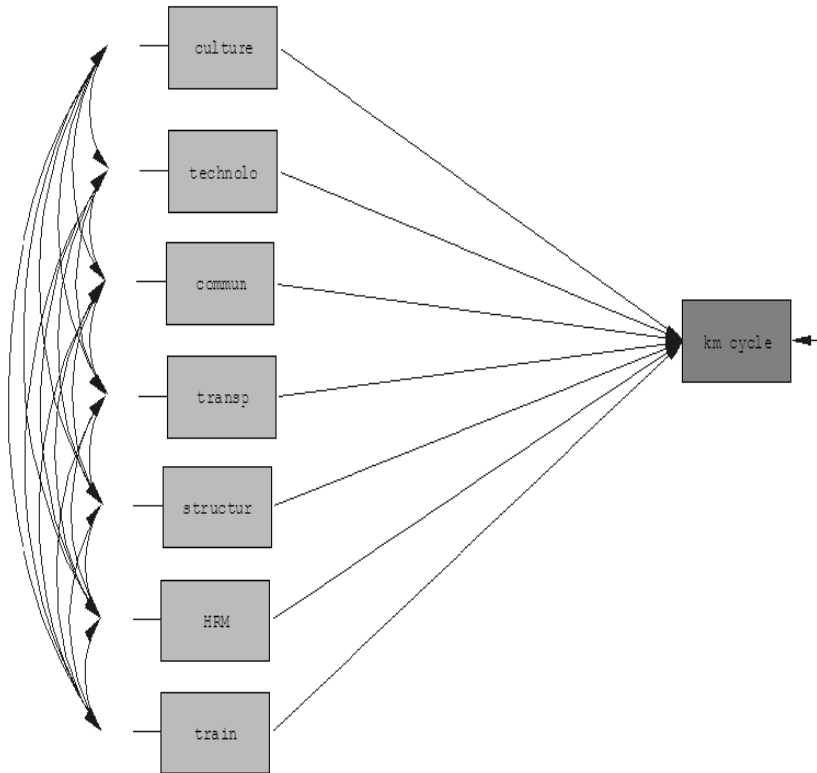 culture
technolo
commun
transp
km cycle
structur
HRM
train